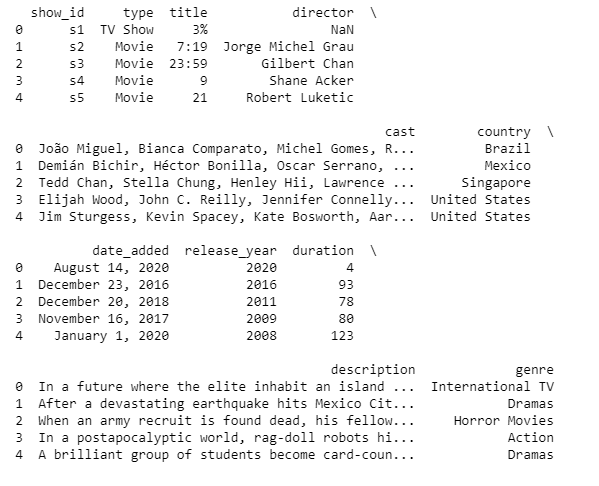 show_id type title director \
0 s1 TV Show 3% NaN
1 s2 Movie 7:19 Jorge Michel Grau
2 s3 Movie 23:59 Gilbert Chan
3 s4 Movie 9 Shane Acker
4 s5 Movie 21 Robert Luketic
cast country \
0 João Miguel, Bianca Comparato, Michel Gomes, R... Brazil
1 Demián Bichir, Héctor Bonilla, Oscar Serrano, ... Mexico
2 Tedd Chan, Stella Chung, Henley Hii, Lawrence ... Singapore
3 Elijah Wood, John C. Reilly, Jennifer Connelly... United States
4 Jim Sturgess, Kevin Spacey, Kate Bosworth, Aar... United States
date_added release_year duration \
0 August 14, 2020 2020 4
1 December 23, 2016 2016 93
2 December 20, 2018 2011 78
3 November 16, 2017 2009 80
4 January 1, 2020 2008 123
description genre
0 In a future where the elite inhabit an island ... International TV
1 After a devastating earthquake hits Mexico Cit... Dramas
2 When an army recruit is found dead, his fellow... Horror Movies
3 In a postapocalyptic world, rag-doll robots hi... Action
4 A brilliant group of students become card-coun... Dramas